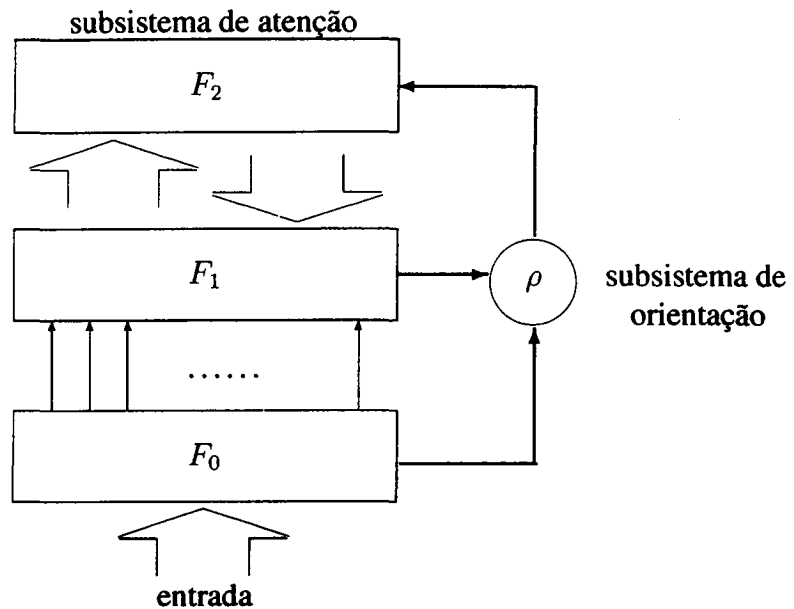 subsistema de atenção
F₂
F₁
ρ
subsistema de
orientação
......
F₀
entrada